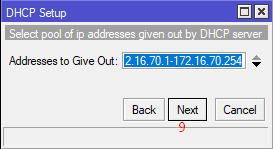 DHCP Setup
Select pool of ip addresses given out by DHCP server
Addresses to Give Out: 2.16.70.1-172.16.70.254
Back Next Cancel
9